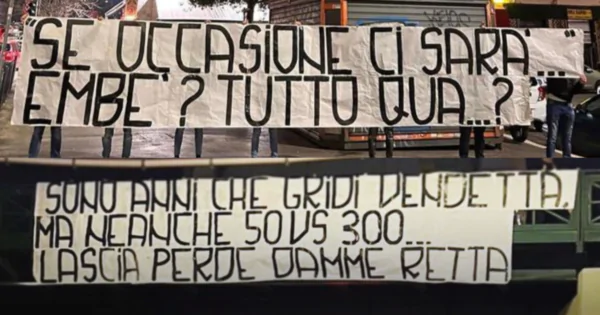 "SE OCCASIONE CI SARA'..."
EMBE'? TUTTO QUA...?
SONO ANNI CHE GRIDI VENDETTA,
MA NEANCHE 50 VS 300...
LASCIA PERDE DAMME RETTA